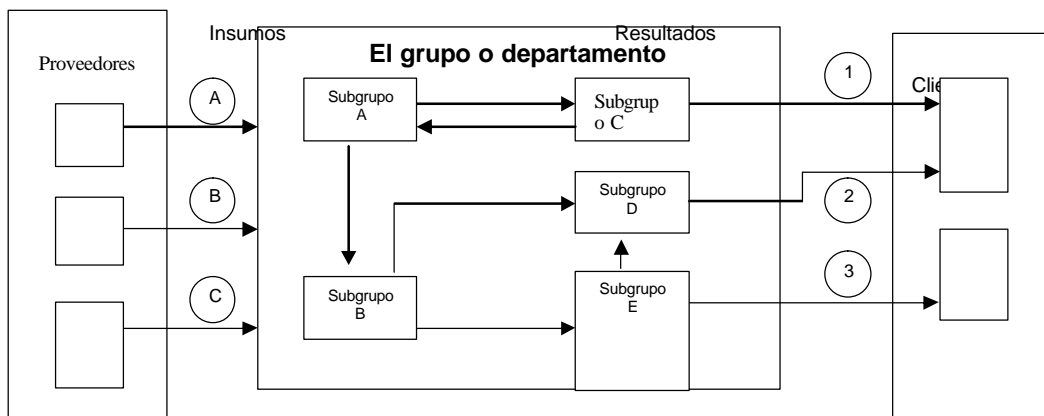 Insumos
Resultados
El grupo o departamento
Proveedores
A
Subgrupo
A
Subgrup
o C
1
Clie
B
Subgrupo
D
2
C
Subgrupo
B
Subgrupo
E
3